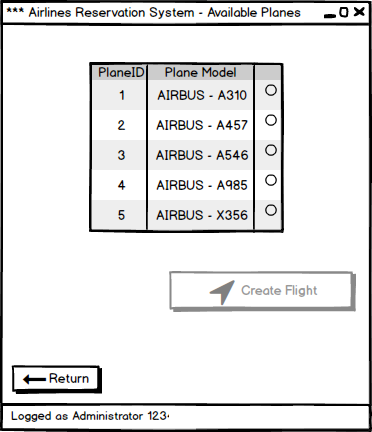 *** Airlines Reservation System - Available Planes
PlaneID Plane Model
1 AIRBUS - A310
2 AIRBUS - A457
3 AIRBUS - A546
4 AIRBUS - A985
5 AIRBUS - X356
Create Flight
Return
Logged as Administrator 123